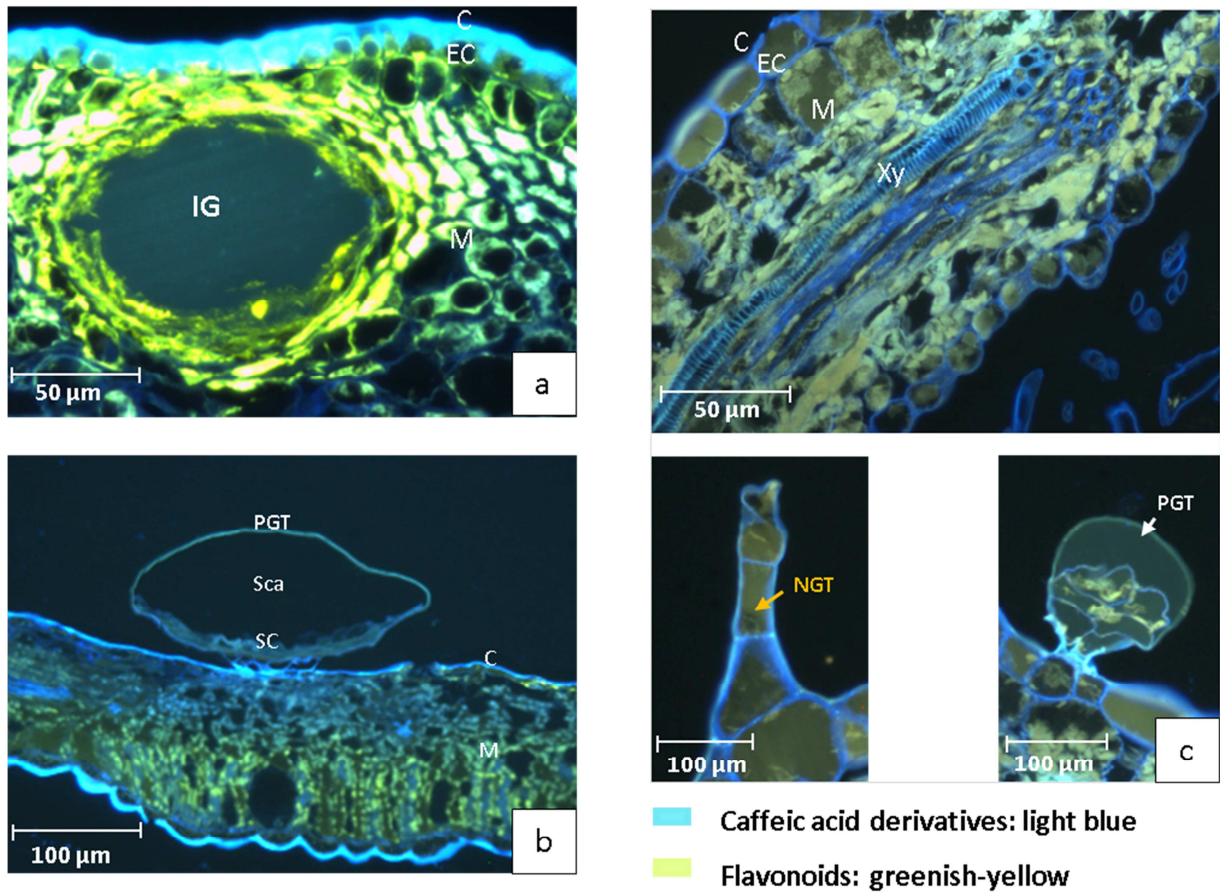 C
EC
IG
M
50 µm
a
C
EC
M
Xy
50 µm
PGT
Sca
SC
C
M
100 µm
b
NGT
100 µm
PGT
100 µm
c
Caffeic acid derivatives: light blue
Flavonoids: greenish-yellow